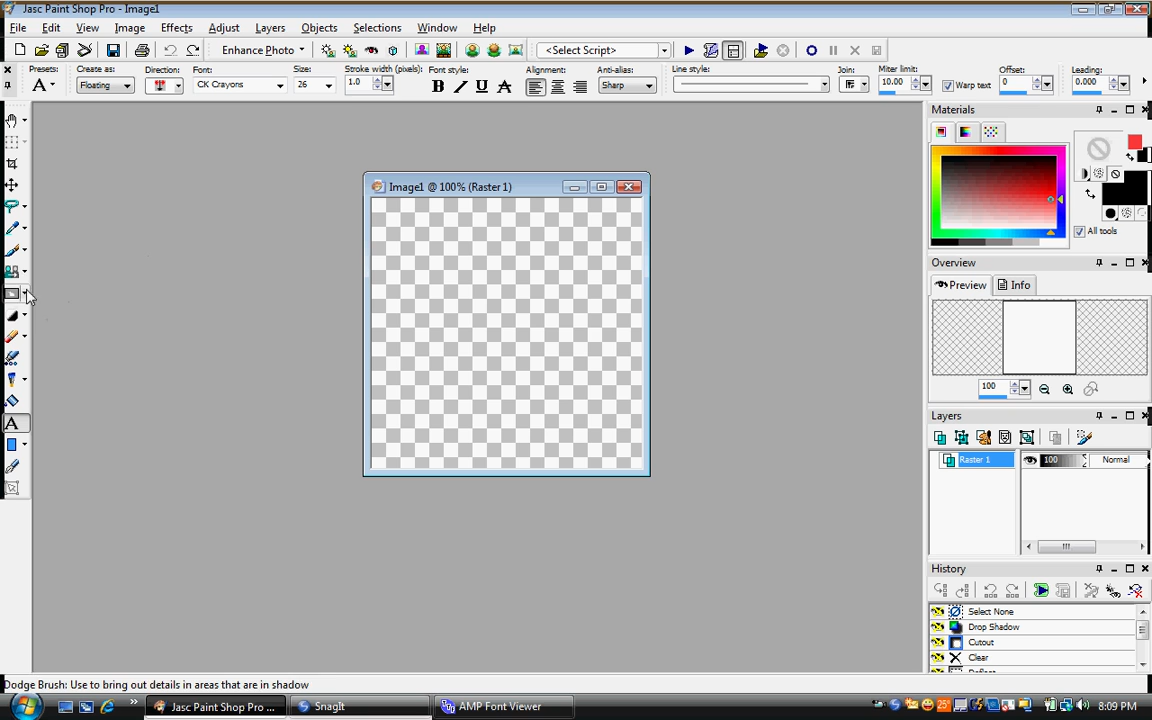 Jasc Paint Shop Pro - Image1
File Edit View Image Effects Adjust Layers Objects Selections Window Help
Enhance Photo <Select Script>
Presets: Create as: Direction: Font: Size: Stroke width (pixels): Font style: Alignment: Anti-alias: Line style: Join: Miter limit: Offset: Leading:
A Floating CK Crayons 26 1.0 B I U A Sharp 10.00 Warp text 0 0.000
Materials
All tools
Image1 @ 100% (Raster 1)
Overview
Preview Info
100
Layers
Raster 1 100 Normal
A
History
Select None
Drop Shadow
Cutout
Clear
Dodge Brush: Use to bring out details in areas that are in shadow
Jasc Paint Shop Pro ... SnagIt AMP Font Viewer 25° 8:09 PM